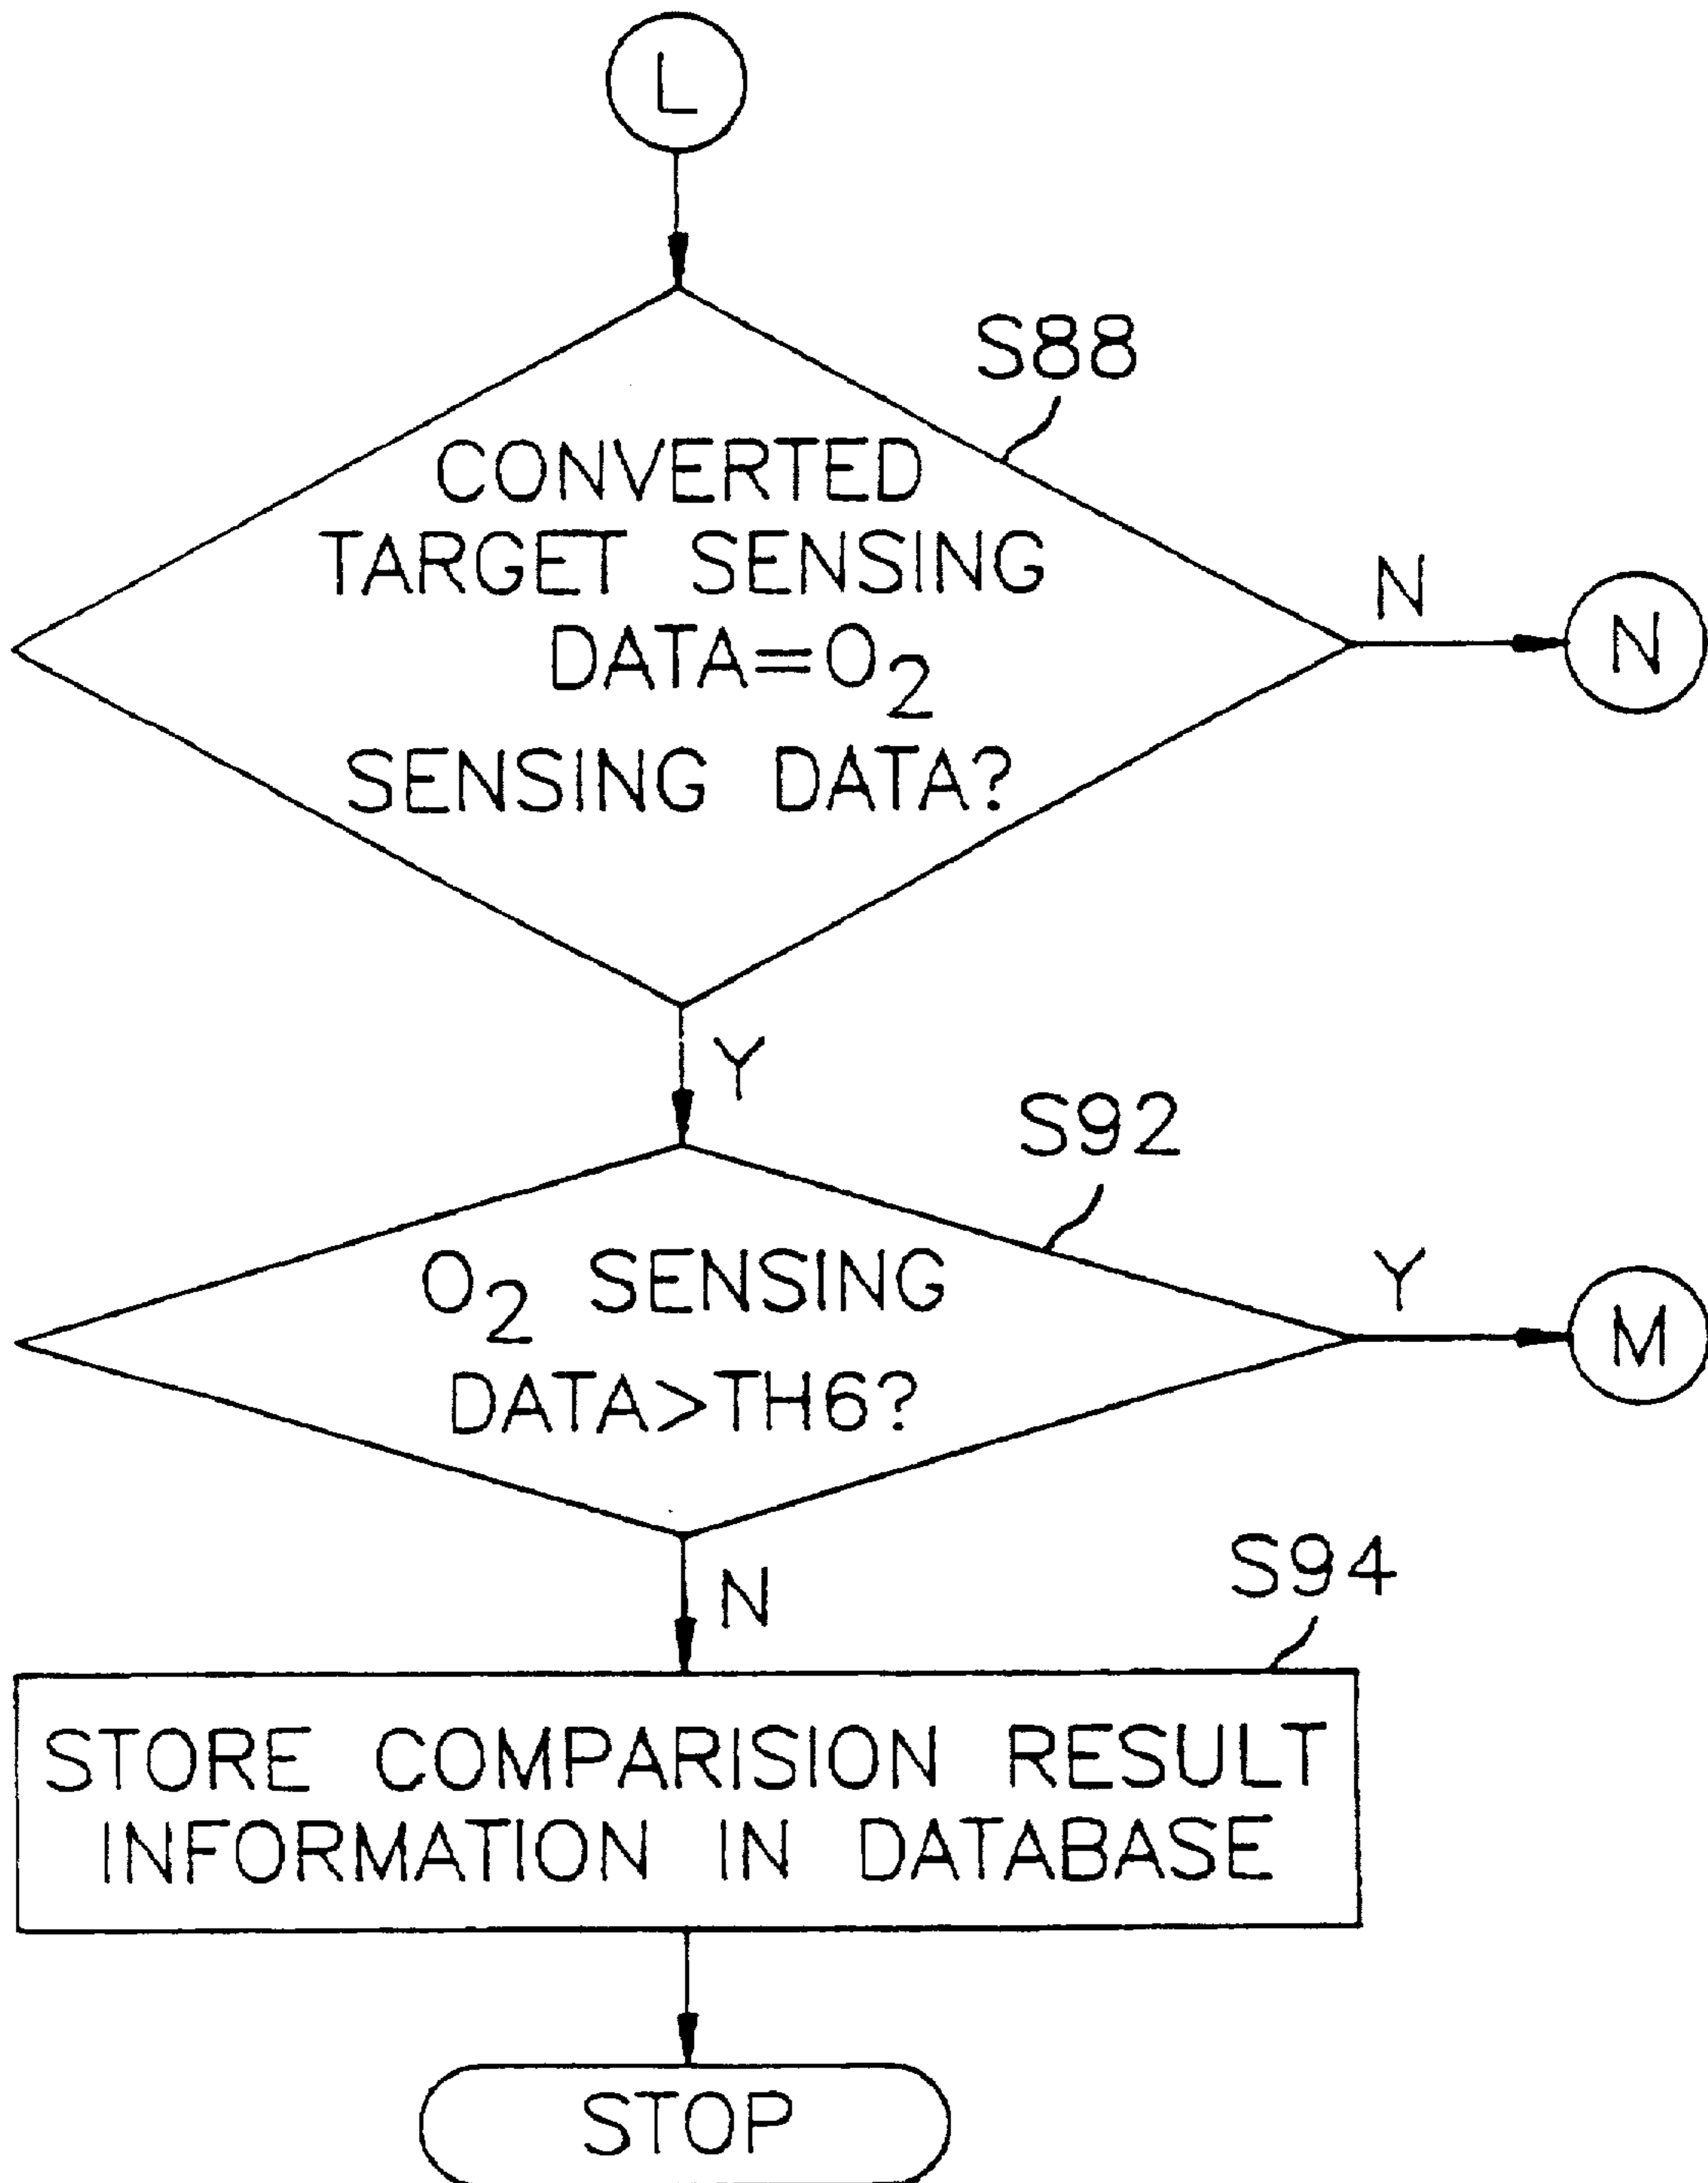 L
S88
CONVERTED
TARGET SENSING
DATA=O2
SENSING DATA?
N
N
Y
S92
O2 SENSING
DATA>TH6?
Y
M
N
S94
STORE COMPARISION RESULT
INFORMATION IN DATABASE
STOP